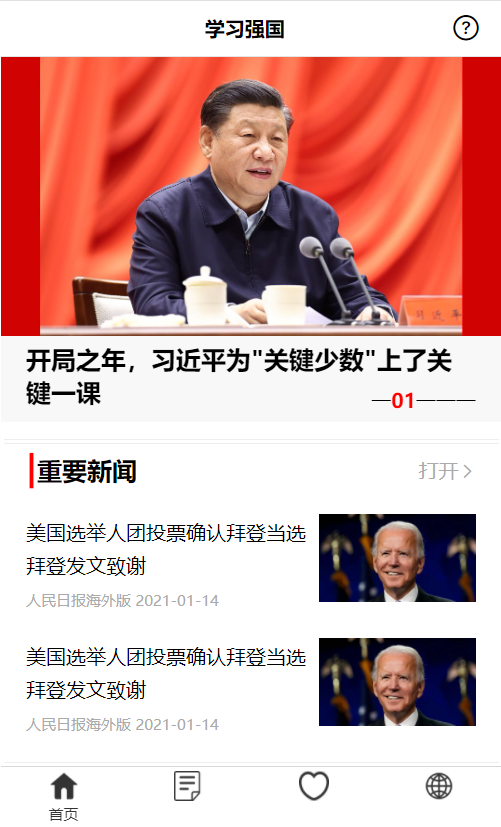 学习强国
习近平
开局之年，习近平为"关键少数"上了关
键一课
01
重要新闻
打开
美国选举人团投票确认拜登当选
拜登发文致谢
人民日报海外版 2021-01-14
美国选举人团投票确认拜登当选
拜登发文致谢
人民日报海外版 2021-01-14
首页